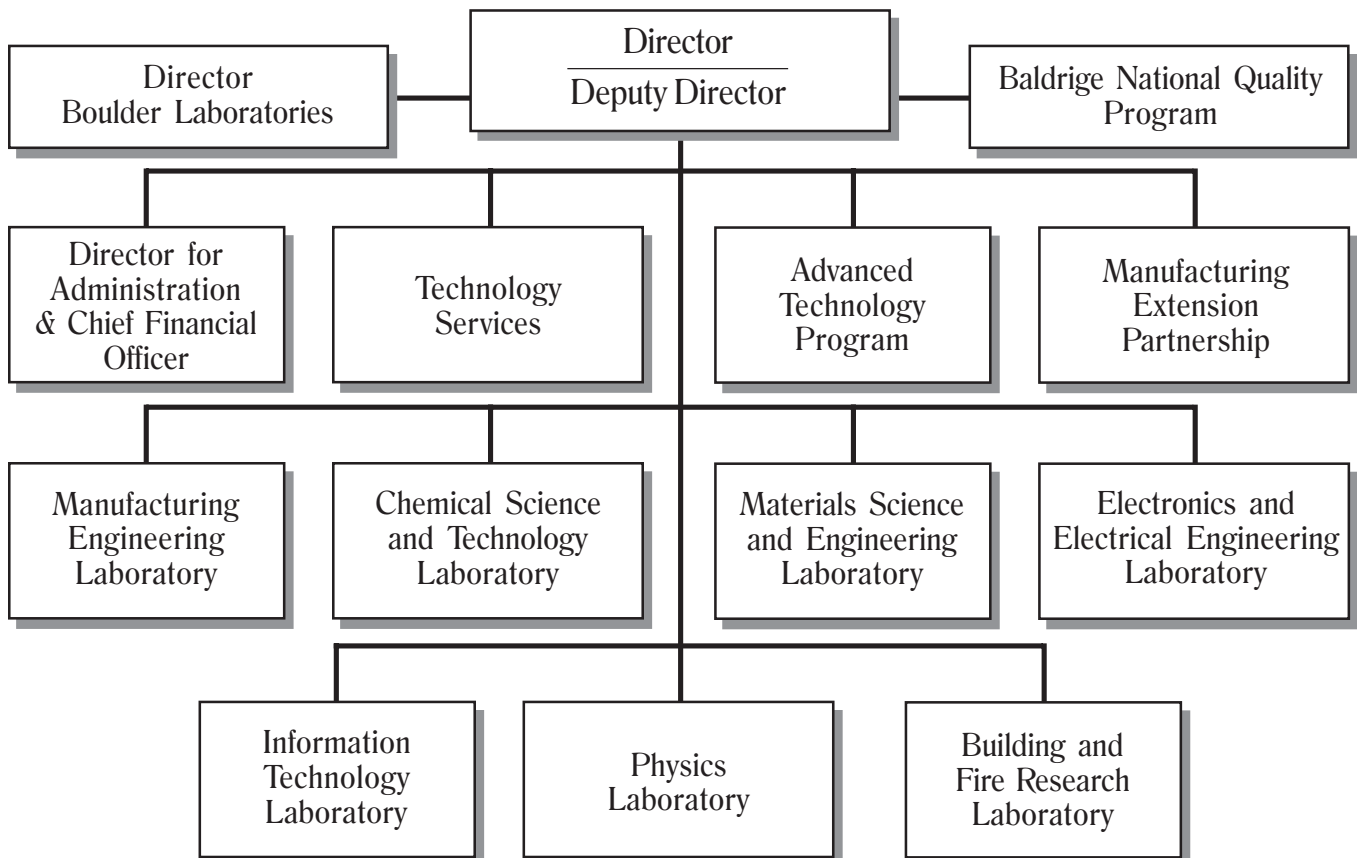 Director
Deputy Director
Director
Boulder Laboratories
Baldrige National Quality
Program
Director for
Administration
& Chief Financial
Officer
Technology
Services
Advanced
Technology
Program
Manufacturing
Extension
Partnership
Manufacturing
Engineering
Laboratory
Chemical Science
and Technology
Laboratory
Materials Science
and Engineering
Laboratory
Electronics and
Electrical Engineering
Laboratory
Information
Technology
Laboratory
Physics
Laboratory
Building and
Fire Research
Laboratory